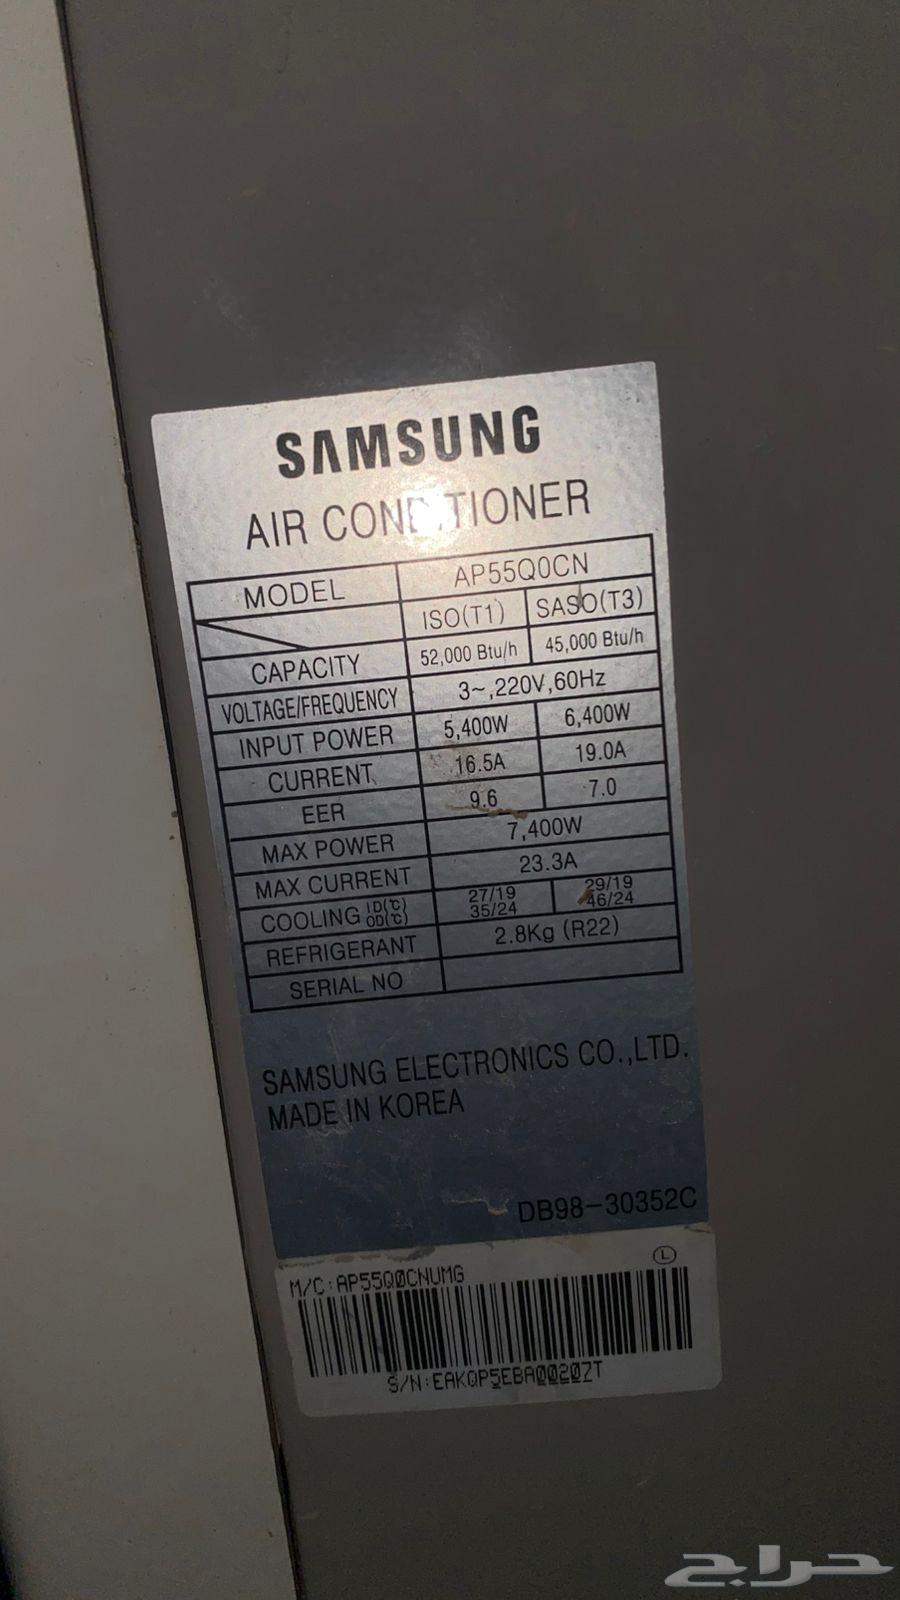 SAMSUNG
AIR CONDITIONER
MODEL AP55Q0CN
ISO(T1) SASO(T3)
CAPACITY 52,000 Btu/h 45,000 Btu/h
VOLTAGE/FREQUENCY 3~,220V,60Hz
INPUT POWER 5,400W 6,400W
CURRENT 16.5A 19.0A
EER 9.6 7.0
MAX POWER 7,400W
MAX CURRENT 23.3A
COOLING ID(℃) 27/19 29/19
OD(℃) 35/24 46/24
REFRIGERANT 2.8Kg (R22)
SERIAL NO
SAMSUNG ELECTRONICS CO.,LTD.
MADE IN KOREA
DB98-30352C
L
M/C:AP55Q0CNUMG
S/N:EAKQP5EBA00207T
حراج